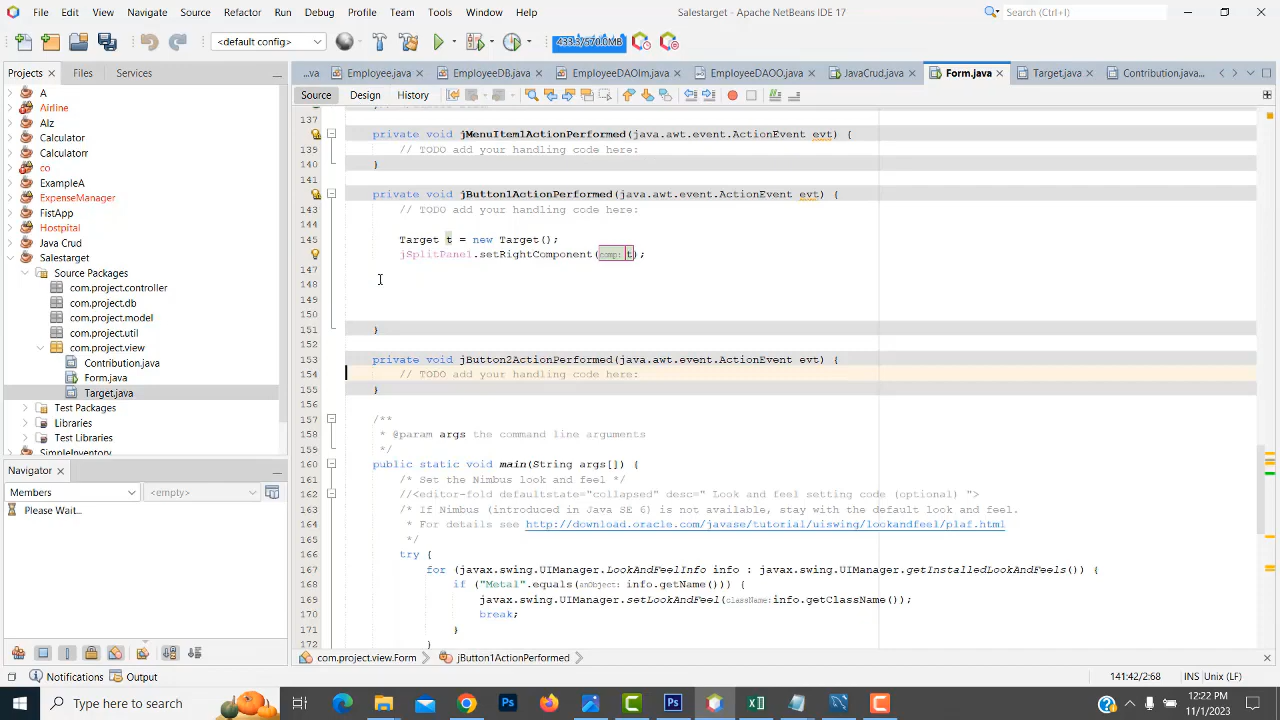 File Edit View Navigate Source Refactor Run Debug Profile Team Tools Window Help Salestarget - Apache NetBeans IDE 17 Search (Ctrl+I)
<default config> 433.3/670.0MB
Projects Files Services ...va Employee.java EmployeeDB.java EmployeeDAOIm.java EmployeeDAOO.java JavaCrud.java Form.java Target.java Contribution.java...
Source Design History
A
Airline
Alz
Calculator
Calculatorr
co
ExampleA
ExpenseManager
FistApp
Hostpital
Java Crud
Salestarget
Source Packages
com.project.controller
com.project.db
com.project.model
com.project.util
com.project.view
Contribution.java
Form.java
Target.java
Test Packages
Libraries
Test Libraries
SimpleInventory
Navigator
Members <empty>
Please Wait...
137
private void jMenuItem1ActionPerformed(java.awt.event.ActionEvent evt) {
139 // TODO add your handling code here:
140 }
141
private void jButton1ActionPerformed(java.awt.event.ActionEvent evt) {
143 // TODO add your handling code here:
144
145 Target t = new Target();
jSplitPane1.setRightComponent(comp: t);
147
148
149
150
151 }
152
153 private void jButton2ActionPerformed(java.awt.event.ActionEvent evt) {
154 // TODO add your handling code here:
155 }
156
157 /**
158 * @param args the command line arguments
159 */
160 public static void main(String args[]) {
161 /* Set the Nimbus look and feel */
162 //<editor-fold defaultstate="collapsed" desc=" Look and feel setting code (optional) ">
163 /* If Nimbus (introduced in Java SE 6) is not available, stay with the default look and feel.
164 * For details see http://download.oracle.com/javase/tutorial/uiswing/lookandfeel/plaf.html
165 */
166 try {
167 for (javax.swing.UIManager.LookAndFeelInfo info : javax.swing.UIManager.getInstalledLookAndFeels()) {
168 if ("Metal".equals(anObject: info.getName())) {
169 javax.swing.UIManager.setLookAndFeel(className:info.getClassName());
170 break;
171 }
172 }
com.project.view.Form jButton1ActionPerformed
Notifications Output 141:42/2:68 INS Unix (LF)
Type here to search 12:22 PM
11/1/2023